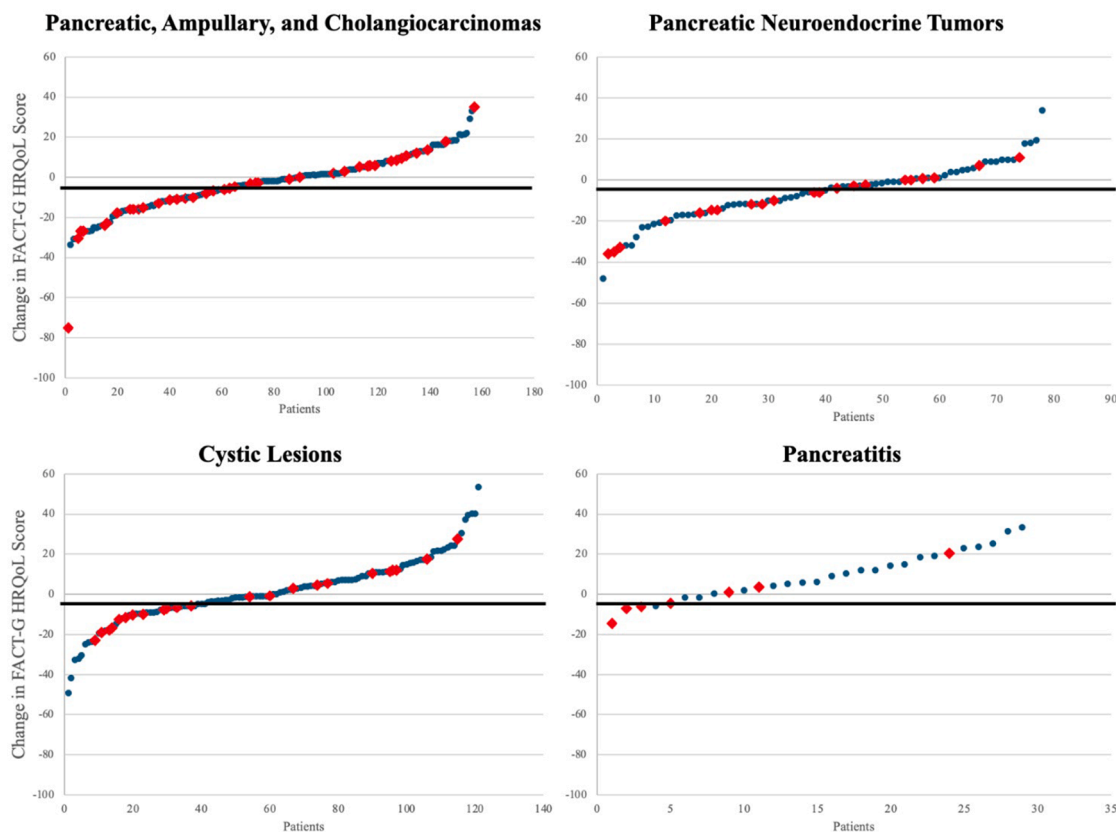 Pancreatic, Ampullary, and Cholangiocarcinomas
Change in FACT-G HRQoL Score
60
40
20
0
-20
-40
-60
-80
-100
0 20 40 60 80 100 120 140 160 180
Patients
Pancreatic Neuroendocrine Tumors
60
40
20
0
-20
-40
-60
-80
-100
0 10 20 30 40 50 60 70 80 90
Patients
Cystic Lesions
Change in FACT-G HRQoL Score
60
40
20
0
-20
-40
-60
-80
-100
0 20 40 60 80 100 120 140
Patients
Pancreatitis
60
40
20
0
-20
-40
-60
-80
-100
0 5 10 15 20 25 30 35
Patients